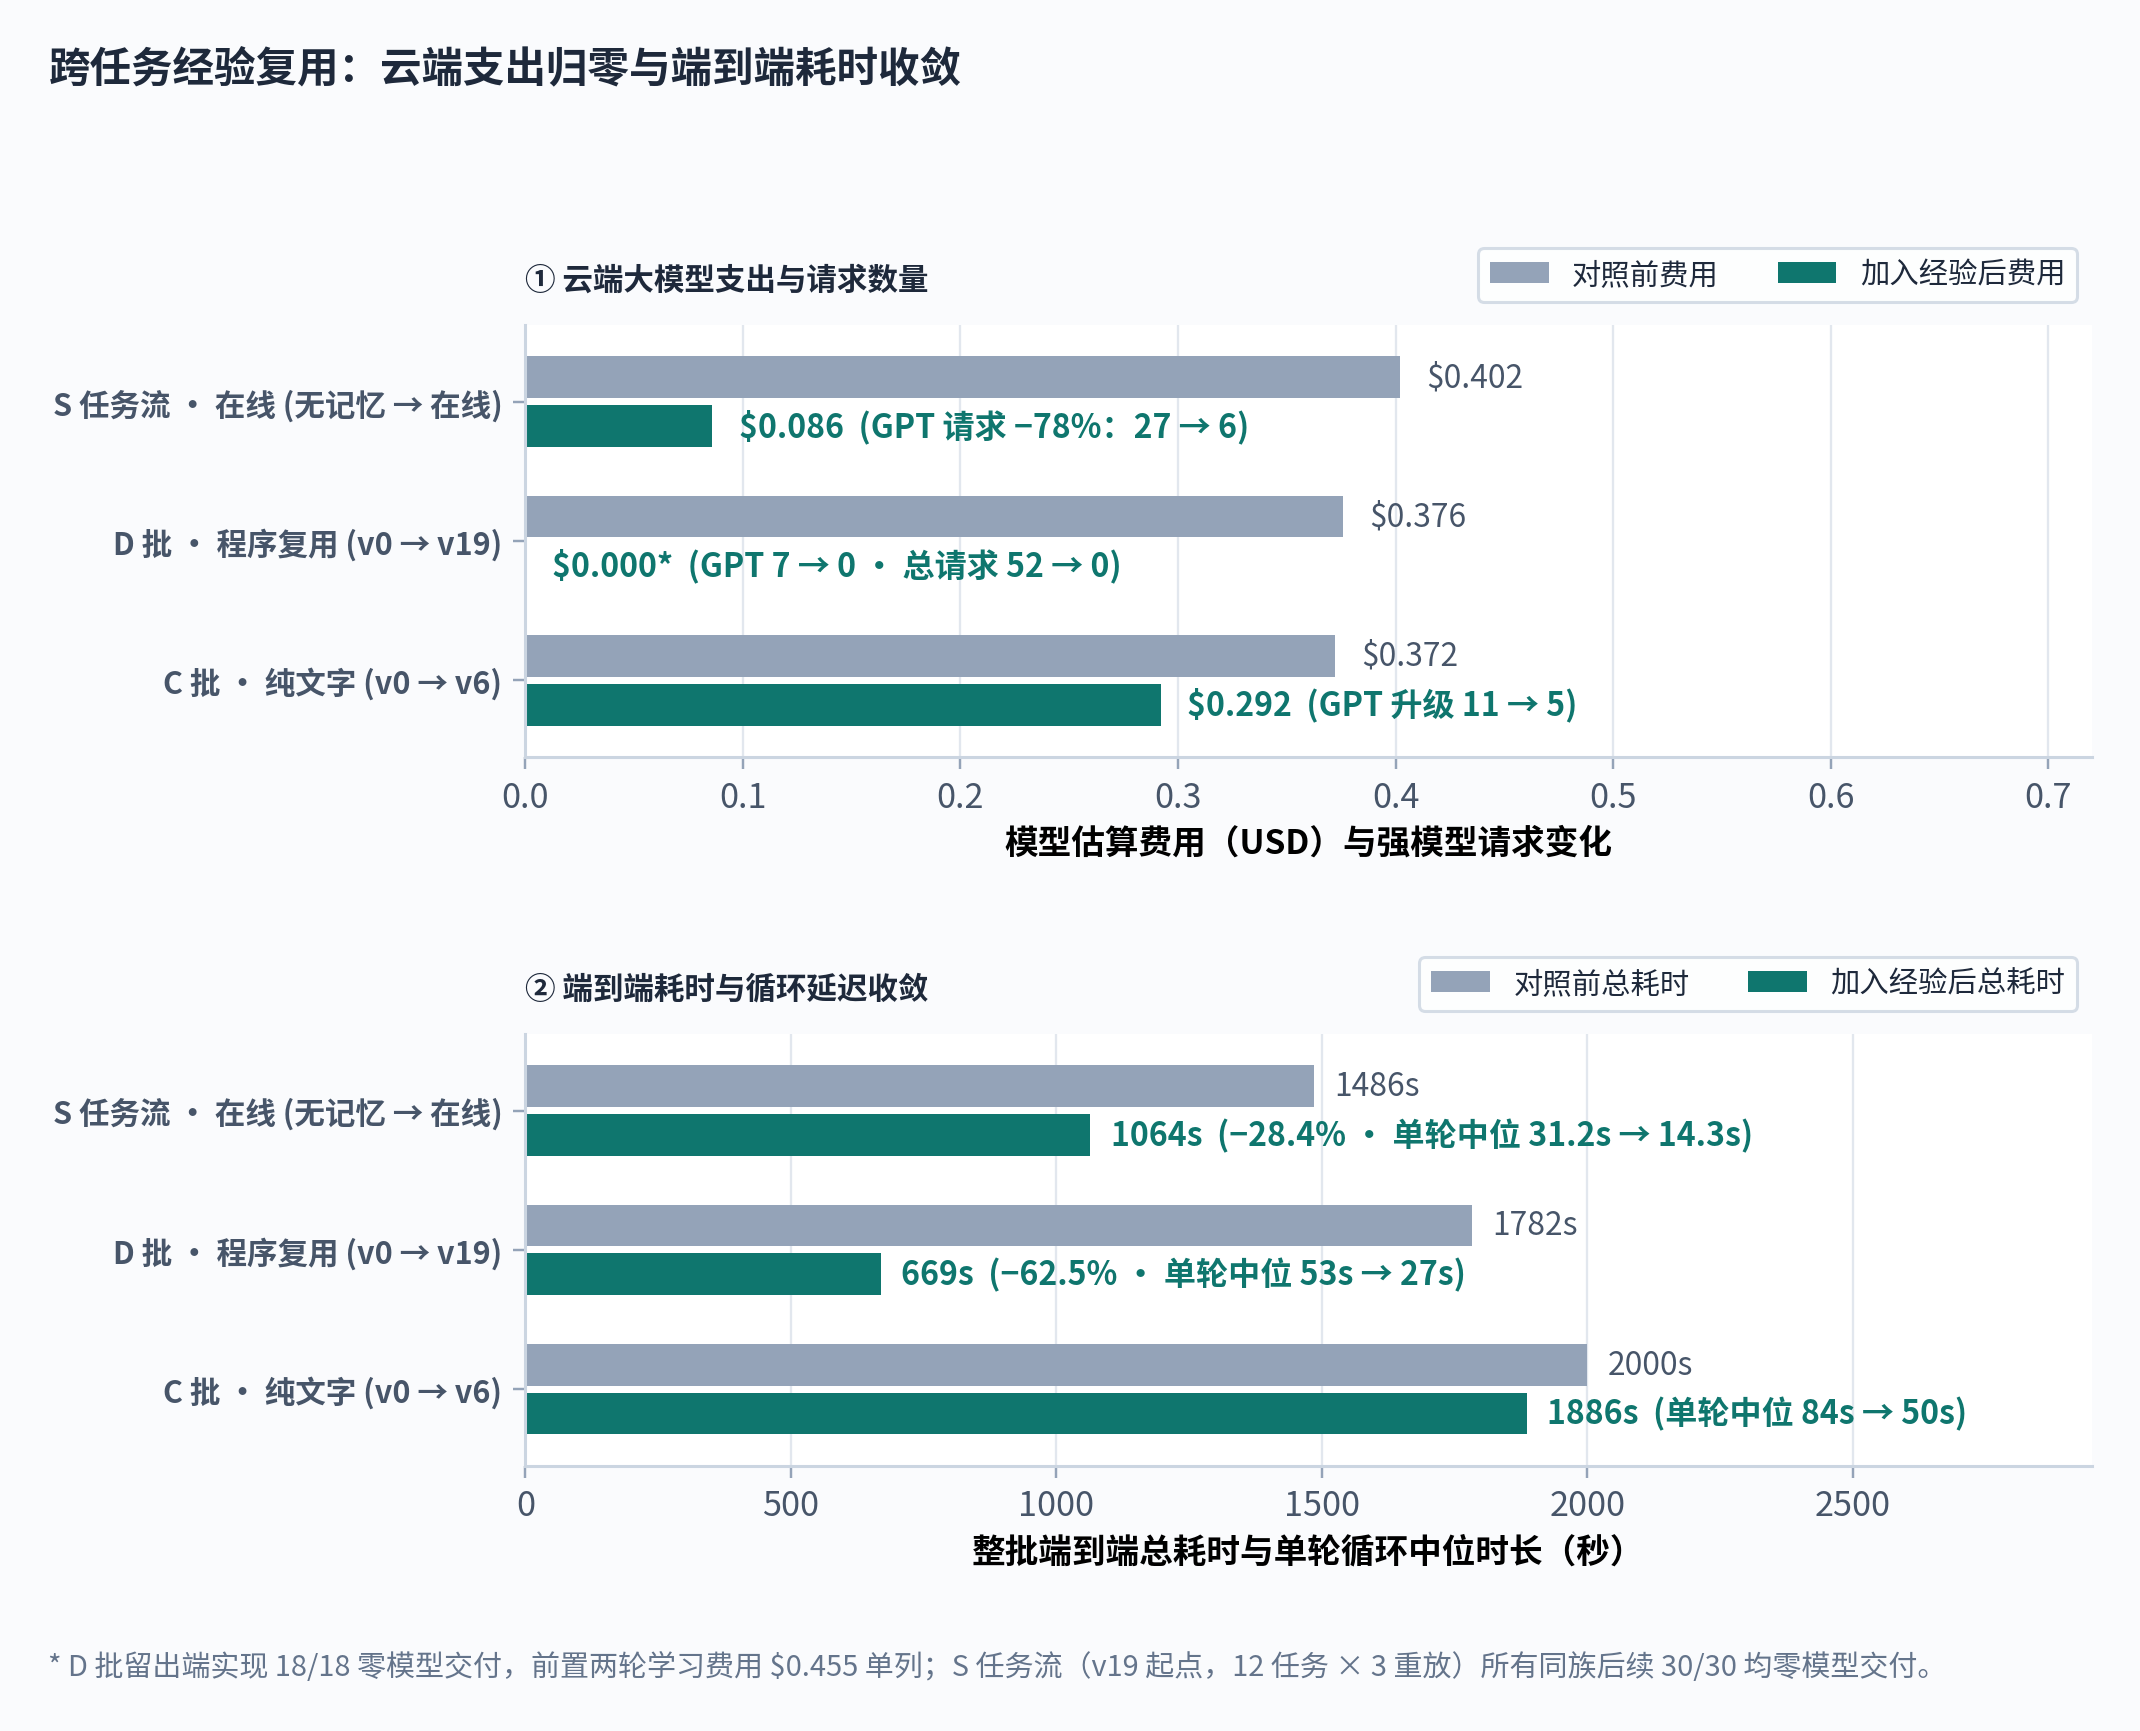 跨任务经验复用：云端支出归零与端到端耗时收敛
① 云端大模型支出与请求数量
对照前费用
加入经验后费用
S 任务流 · 在线 (无记忆 → 在线)
$0.402
$0.086 (GPT 请求 −78%：27 → 6)
D 批 · 程序复用 (v0 → v19)
$0.376
$0.000* (GPT 7 → 0 · 总请求 52 → 0)
C 批 · 纯文字 (v0 → v6)
$0.372
$0.292 (GPT 升级 11 → 5)
0.0 0.1 0.2 0.3 0.4 0.5 0.6 0.7
模型估算费用（USD）与强模型请求变化
② 端到端耗时与循环延迟收敛
对照前总耗时
加入经验后总耗时
S 任务流 · 在线 (无记忆 → 在线)
1486s
1064s (−28.4% · 单轮中位 31.2s → 14.3s)
D 批 · 程序复用 (v0 → v19)
1782s
669s (−62.5% · 单轮中位 53s → 27s)
C 批 · 纯文字 (v0 → v6)
2000s
1886s (单轮中位 84s → 50s)
0 500 1000 1500 2000 2500
整批端到端总耗时与单轮循环中位时长（秒）
* D 批留出端实现 18/18 零模型交付，前置两轮学习费用 $0.455 单列；S 任务流（v19 起点，12 任务 × 3 重放）所有同族后续 30/30 均零模型交付。